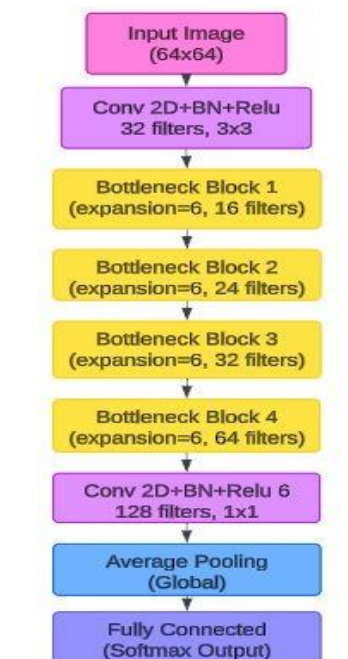 Input Image
(64x64)
Conv 2D+BN+Relu
32 filters, 3x3
Bottleneck Block 1
(expansion=6, 16 filters)
Bottleneck Block 2
(expansion=6, 24 filters)
Bottleneck Block 3
(expansion=6, 32 filters)
Bottleneck Block 4
(expansion=6, 64 filters)
Conv 2D+BN+Relu 6
128 filters, 1x1
Average Pooling
(Global)
Fully Connected
(Softmax Output)